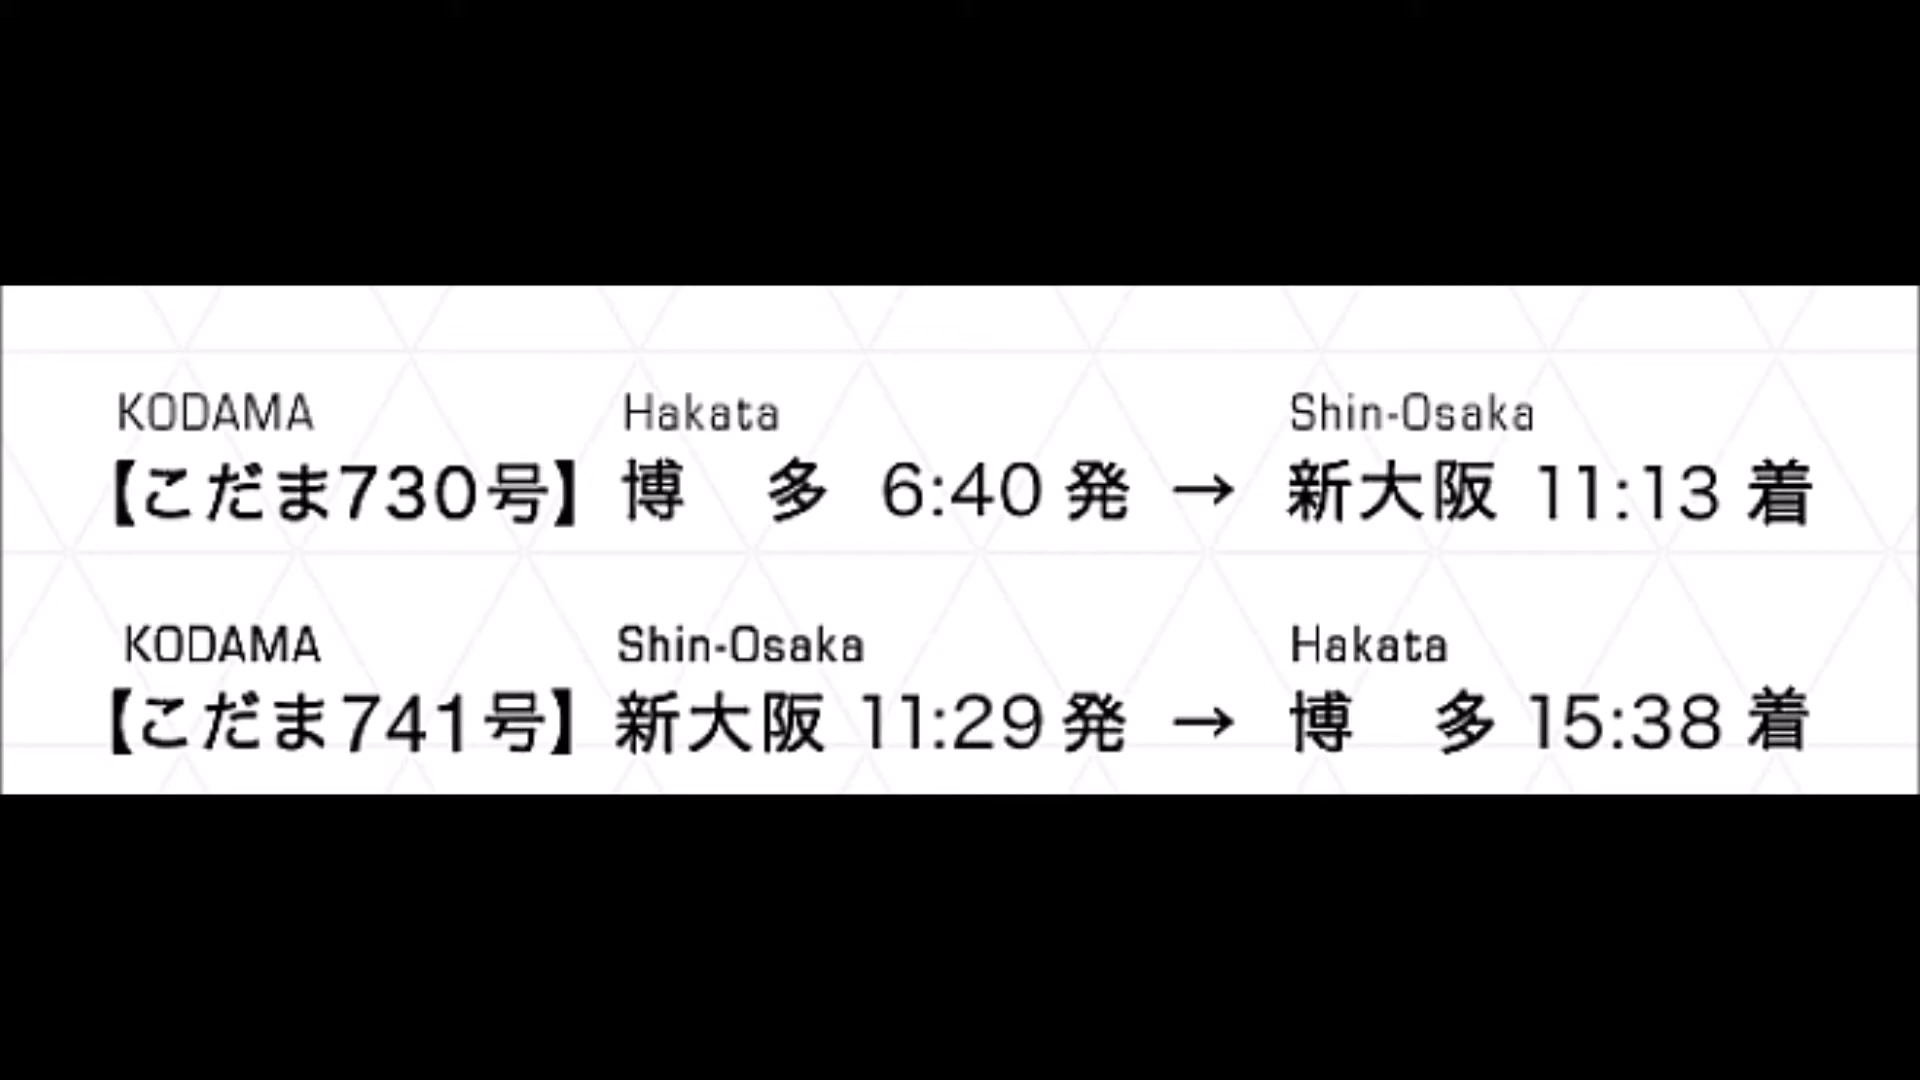 KODAMA Hakata Shin-Osaka
【こだま730号】 博　多 6:40 発 → 新大阪 11:13 着
KODAMA Shin-Osaka Hakata
【こだま741号】 新大阪 11:29 発 → 博　多 15:38 着